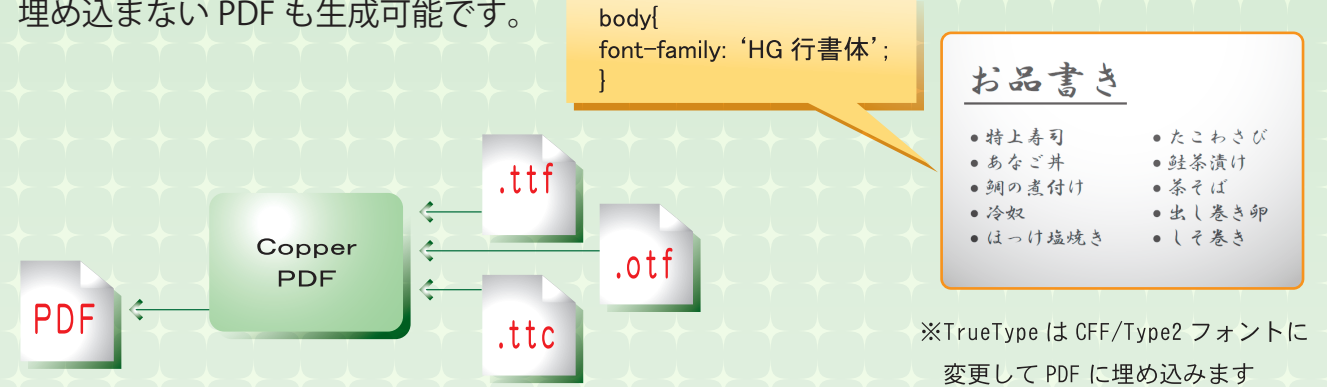 埋め込まない PDF も生成可能です。
body{
font-family: ‘HG 行書体’;
}
お品書き
● 特上寿司
● あなご丼
● 鯛の煮付け
● 冷奴
● ほっけ塩焼き
● たこわさび
● 鮭茶漬け
● 茶そば
● 出し巻き卵
● しそ巻き
.ttf
.otf
.ttc
Copper
PDF
PDF
※TrueType は CFF/Type2 フォントに
変更して PDF に埋め込みます